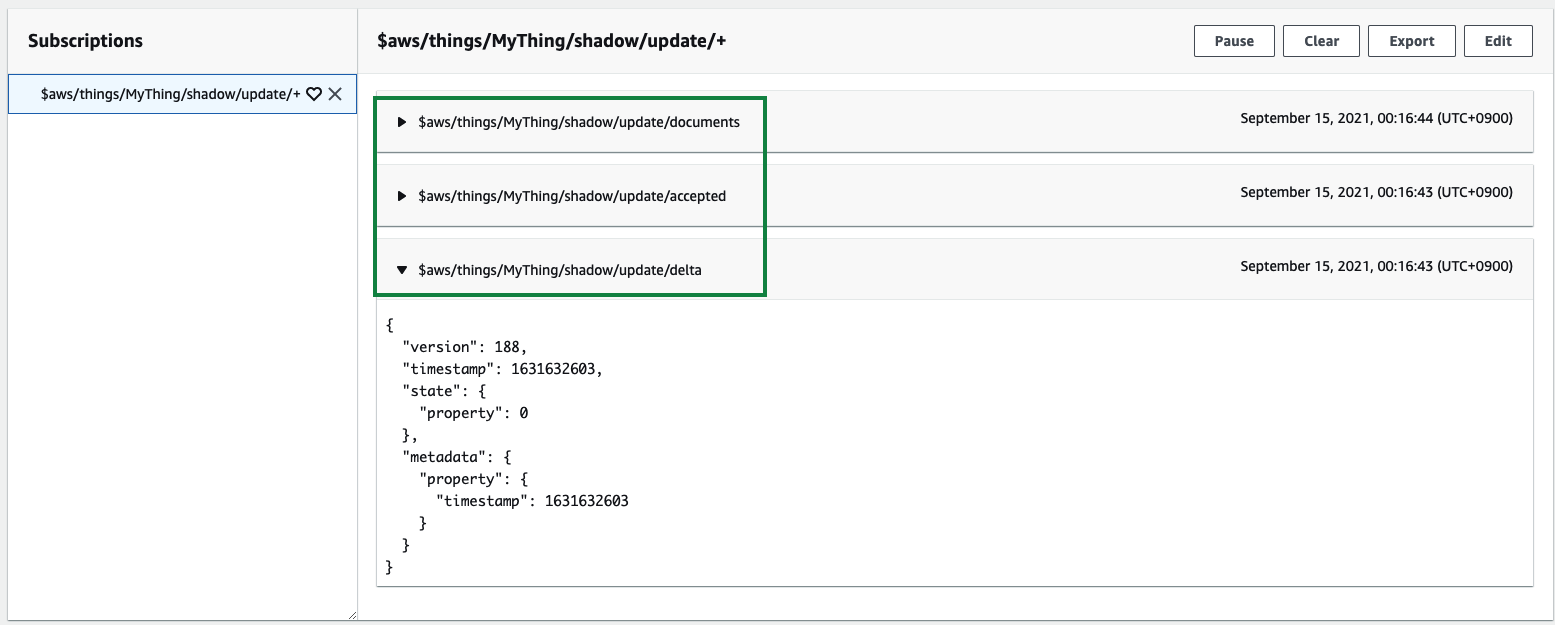 Subscriptions
$aws/things/MyThing/shadow/update/+
Pause
Clear
Export
Edit
$aws/things/MyThing/shadow/update/+
$aws/things/MyThing/shadow/update/documents
September 15, 2021, 00:16:44 (UTC+0900)
$aws/things/MyThing/shadow/update/accepted
September 15, 2021, 00:16:43 (UTC+0900)
$aws/things/MyThing/shadow/update/delta
September 15, 2021, 00:16:43 (UTC+0900)
{
  "version": 188,
  "timestamp": 1631632603,
  "state": {
    "property": 0
  },
  "metadata": {
    "property": {
      "timestamp": 1631632603
    }
  }
}